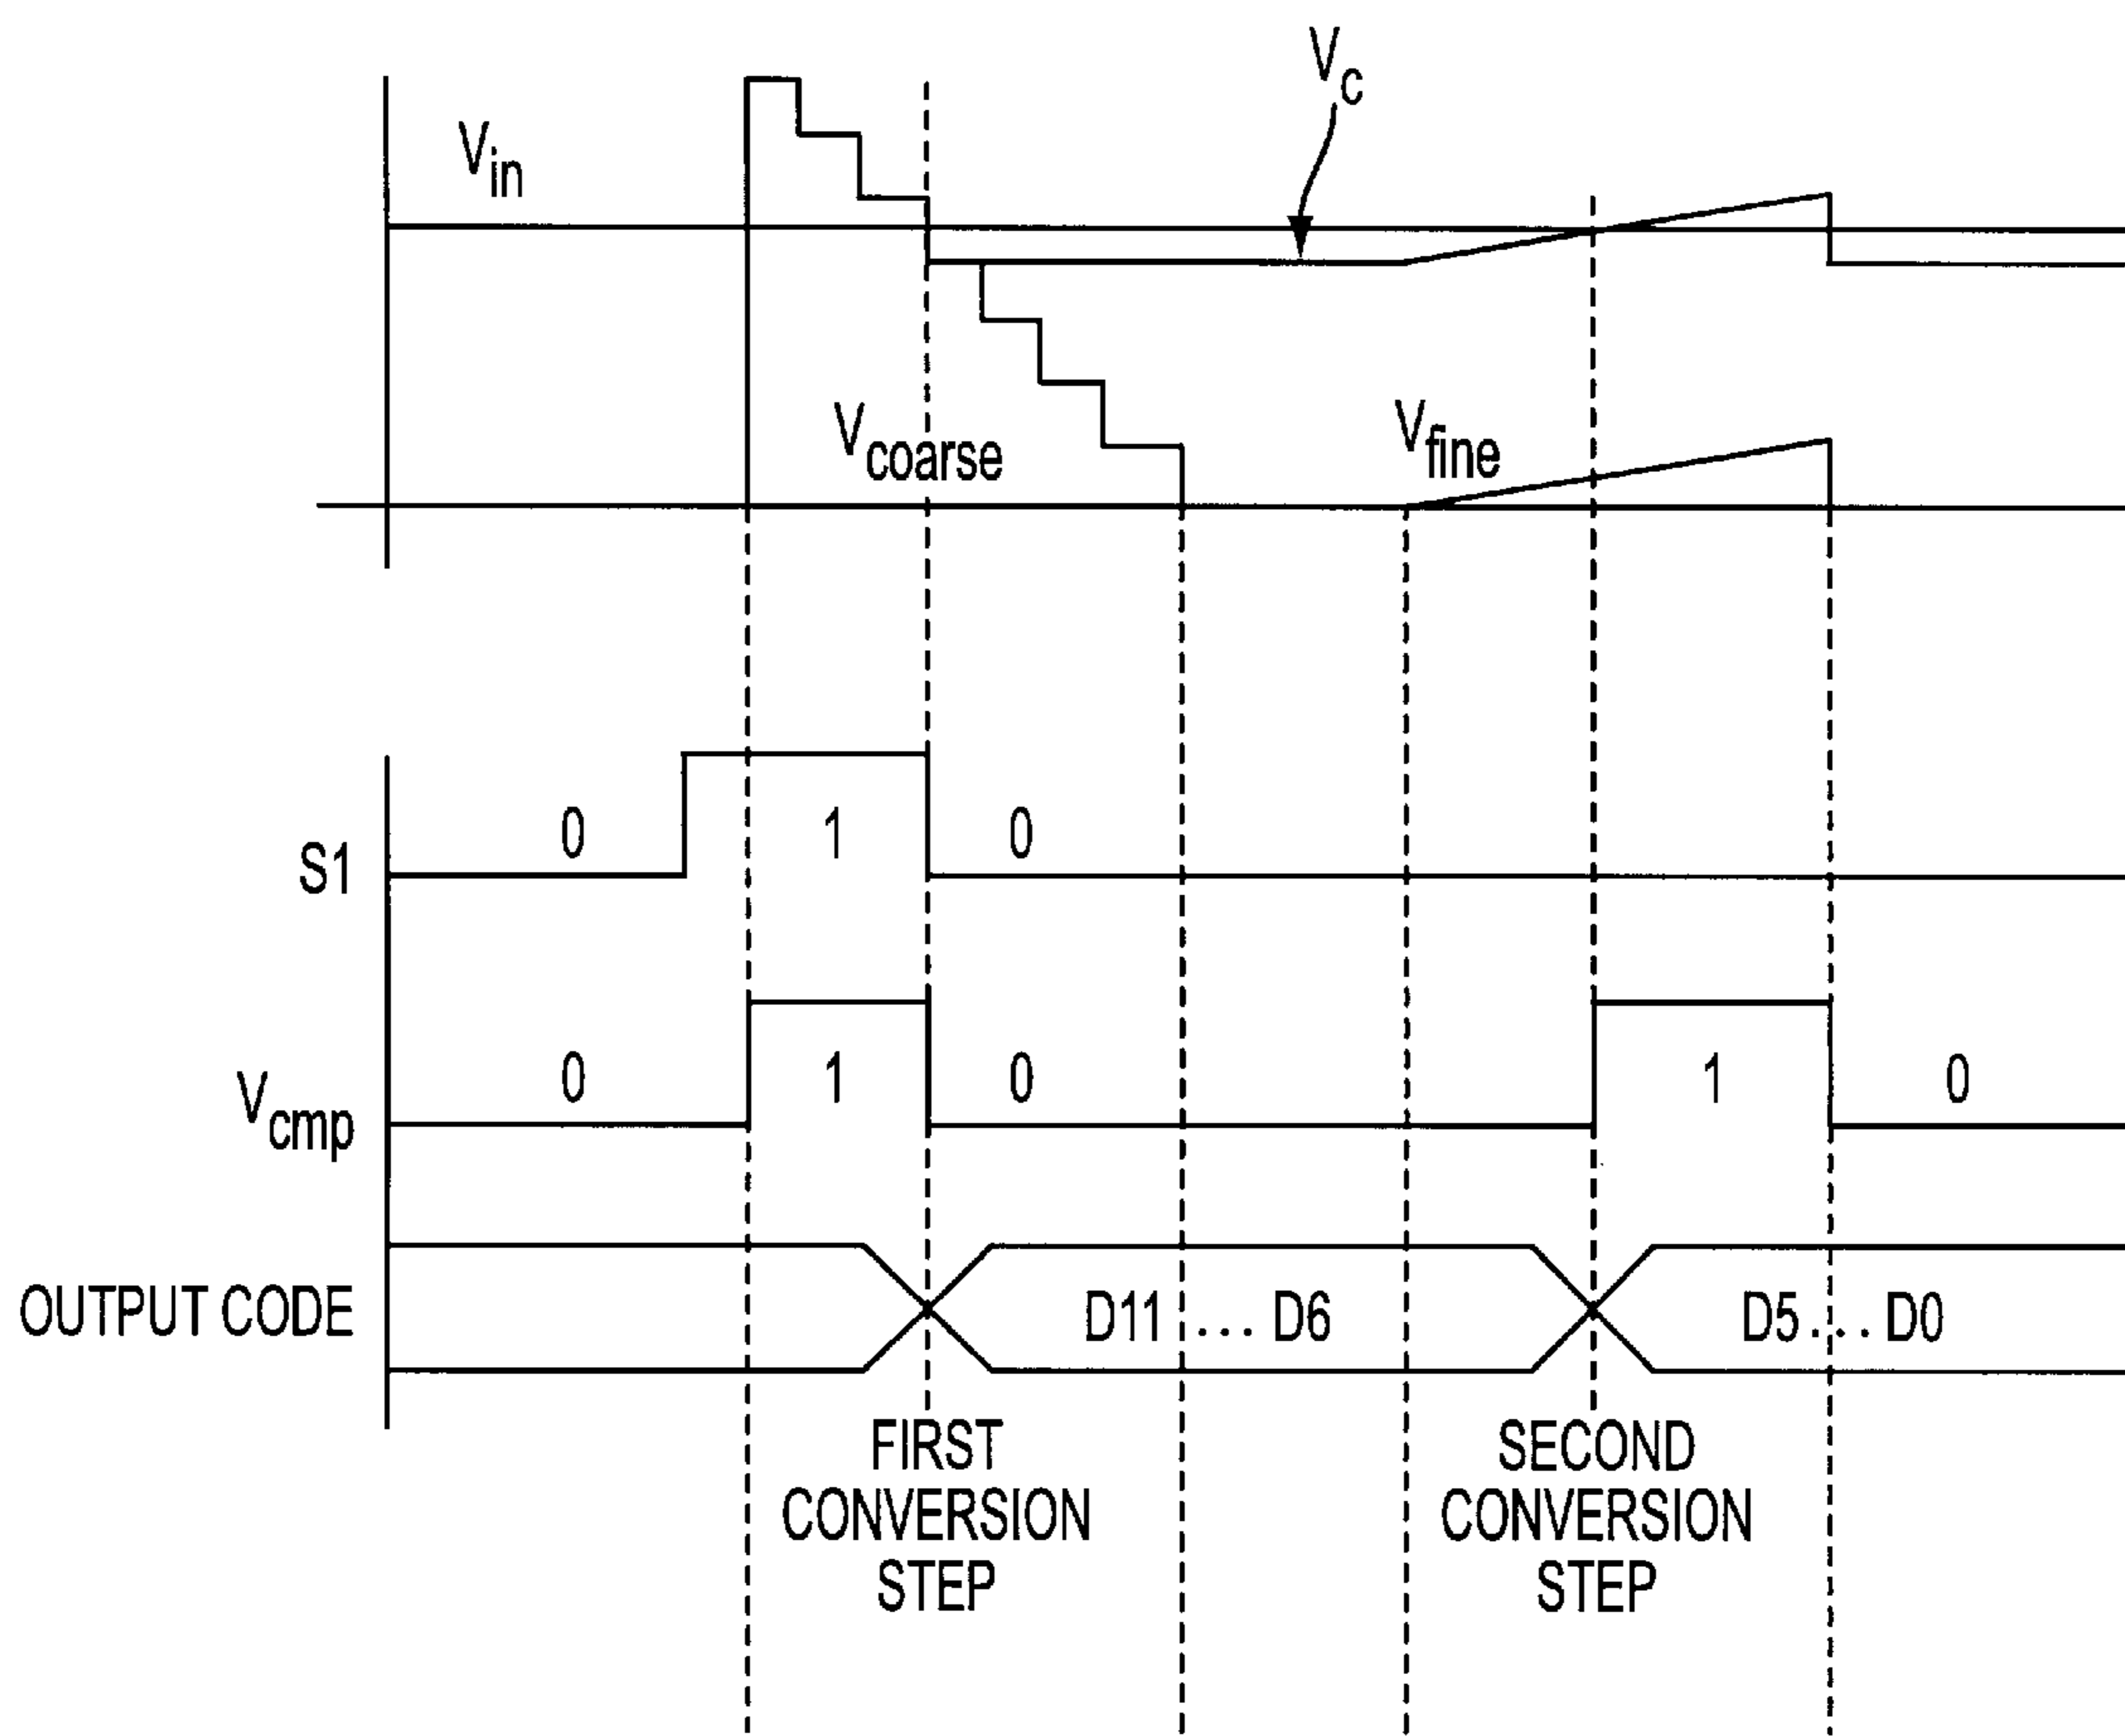 Vc
Vin
Vcoarse
Vfine
S1
0
1
0
Vcmp
0
1
0
1
0
OUTPUT CODE
D11 ... D6
D5 ... D0
FIRST
CONVERSION
STEP
SECOND
CONVERSION
STEP